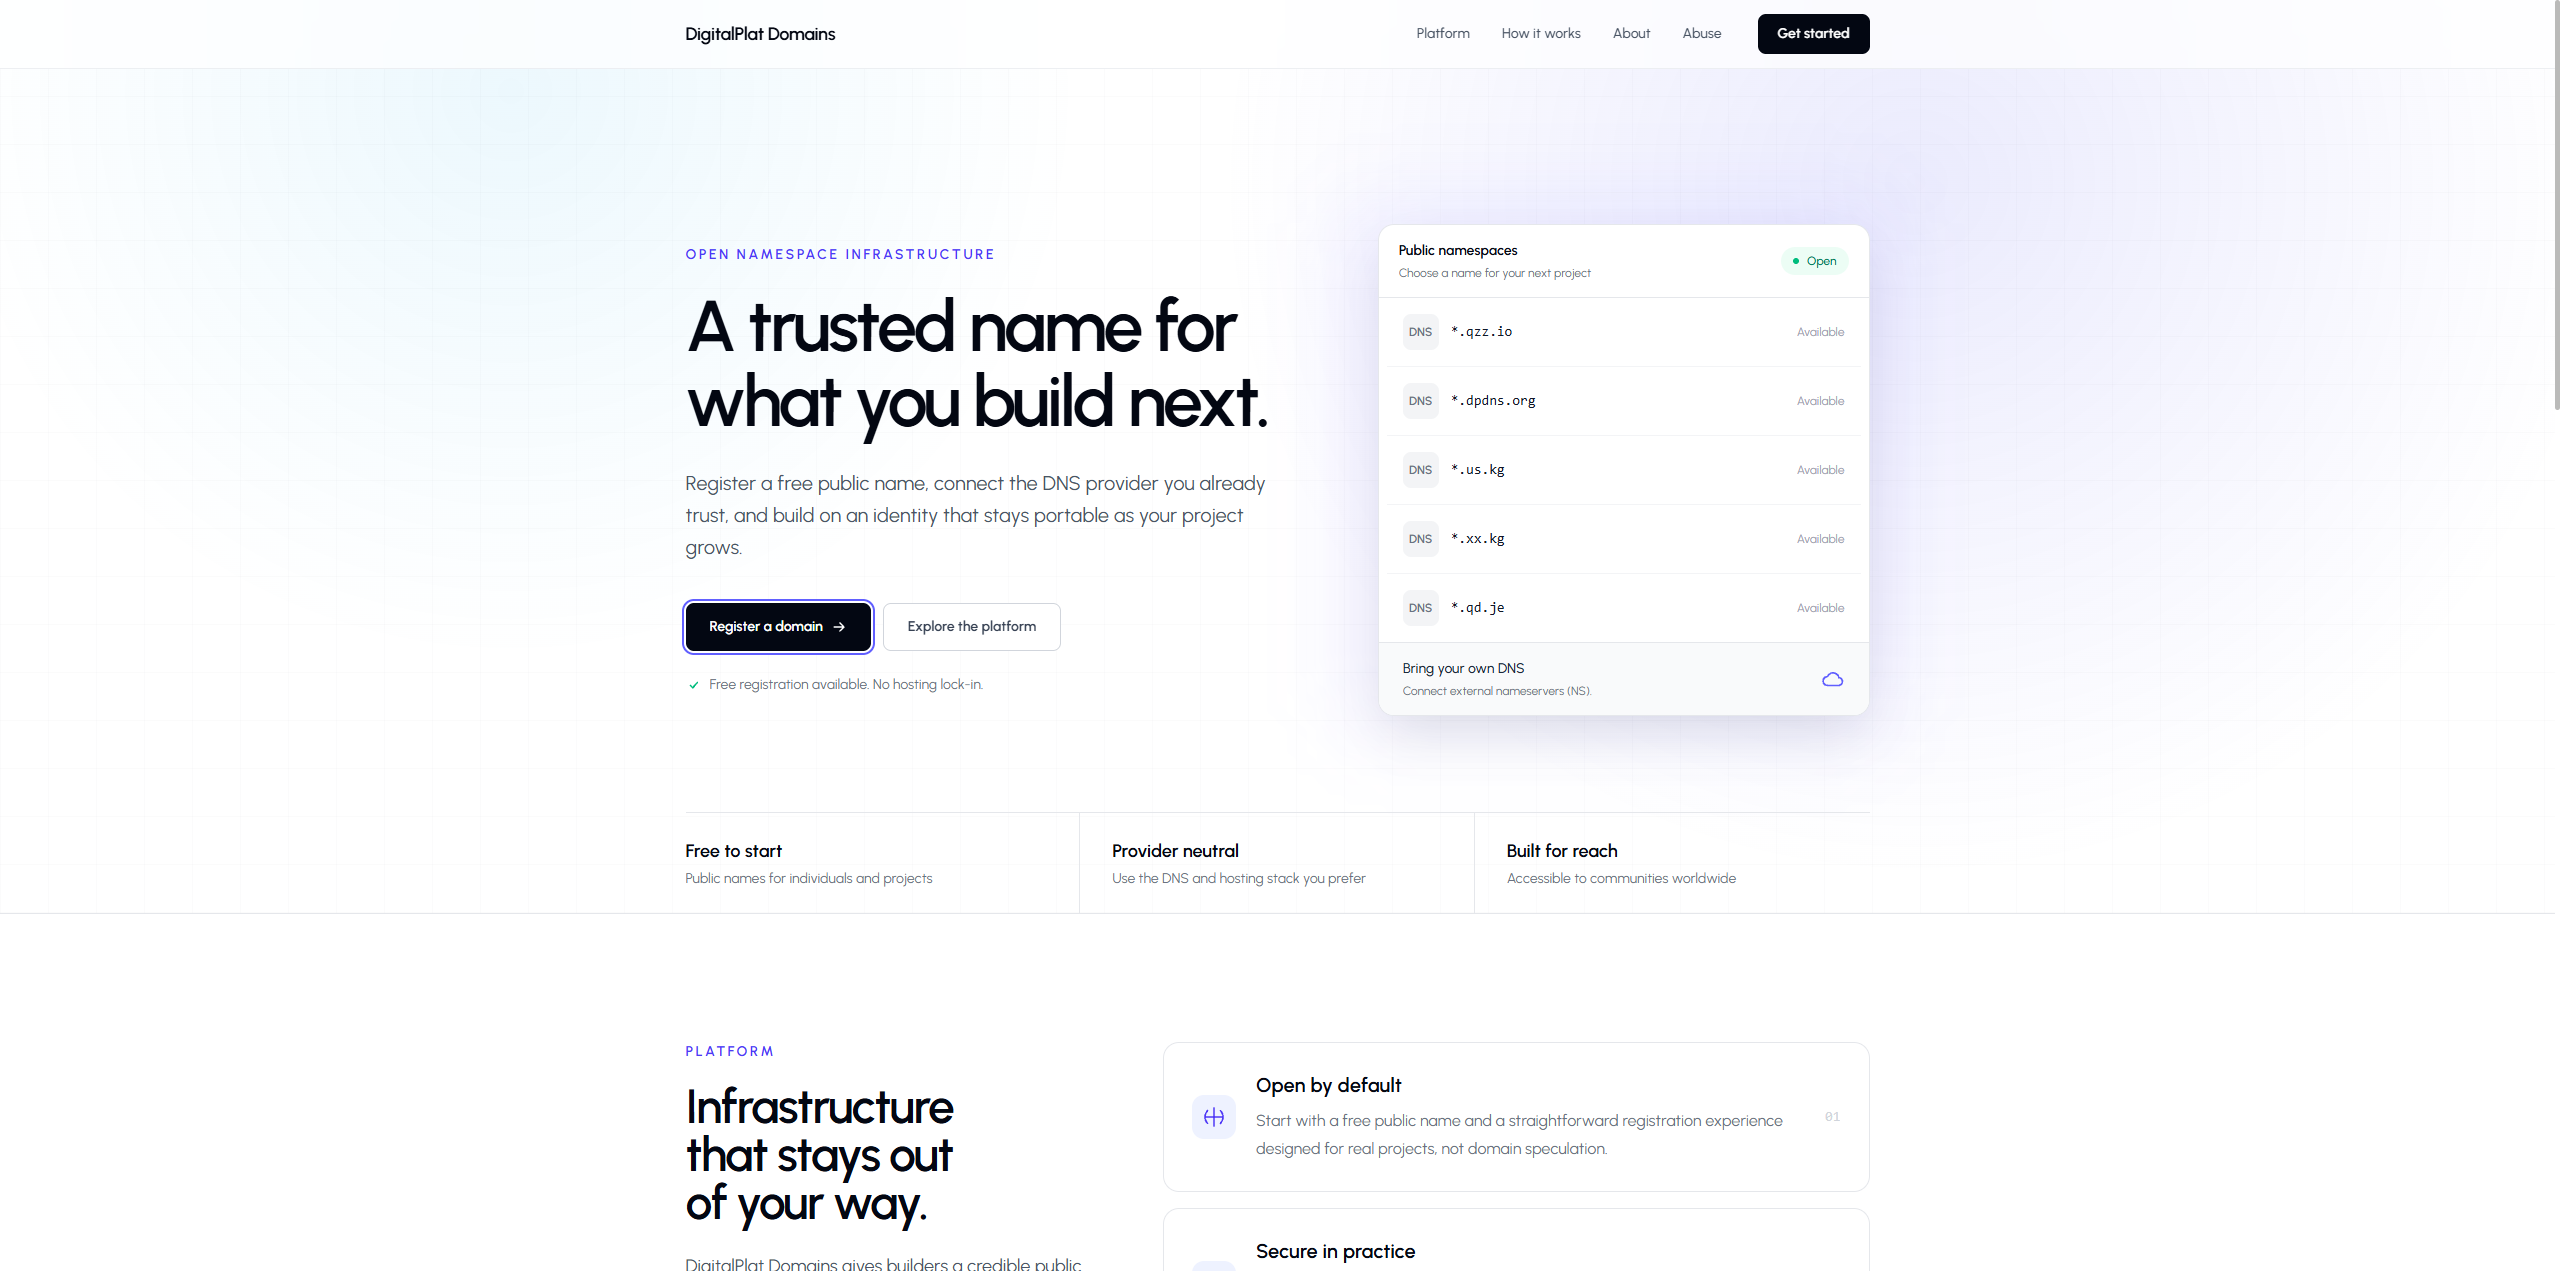 DigitalPlat Domains
Platform
How it works
About
Abuse
Get started
OPEN NAMESPACE INFRASTRUCTURE
A trusted name for
what you build next.
Register a free public name, connect the DNS provider you already
trust, and build on an identity that stays portable as your project
grows.
Register a domain →
Explore the platform
Free registration available. No hosting lock-in.
Public namespaces
Choose a name for your next project
Open
DNS *.qzz.io Available
DNS *.dpdns.org Available
DNS *.us.kg Available
DNS *.xx.kg Available
DNS *.qd.je Available
Bring your own DNS
Connect external nameservers (NS).
Free to start
Public names for individuals and projects
Provider neutral
Use the DNS and hosting stack you prefer
Built for reach
Accessible to communities worldwide
PLATFORM
Infrastructure
that stays out
of your way.
DigitalPlat Domains gives builders a credible public
Open by default
Start with a free public name and a straightforward registration experience
designed for real projects, not domain speculation.
01
Secure in practice